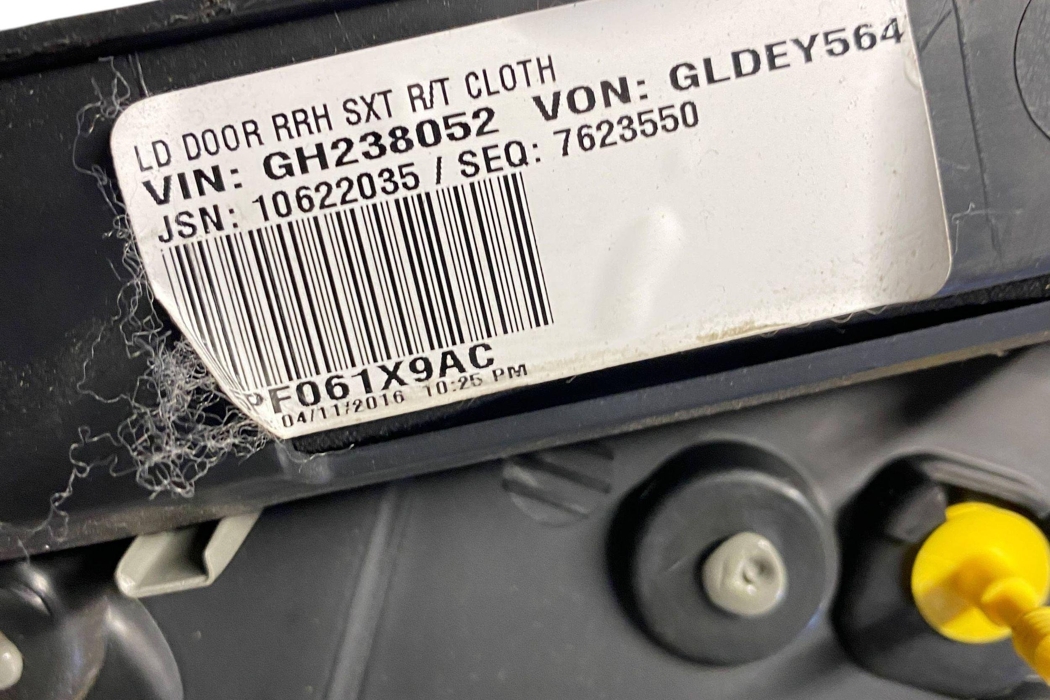 LD DOOR RRH SXT R/T CLOTH
VIN: GH238052 VON: GLDEY564
JSN: 10622035 / SEQ: 7623550
PF061X9AC
04/11/2016 10:25 PM